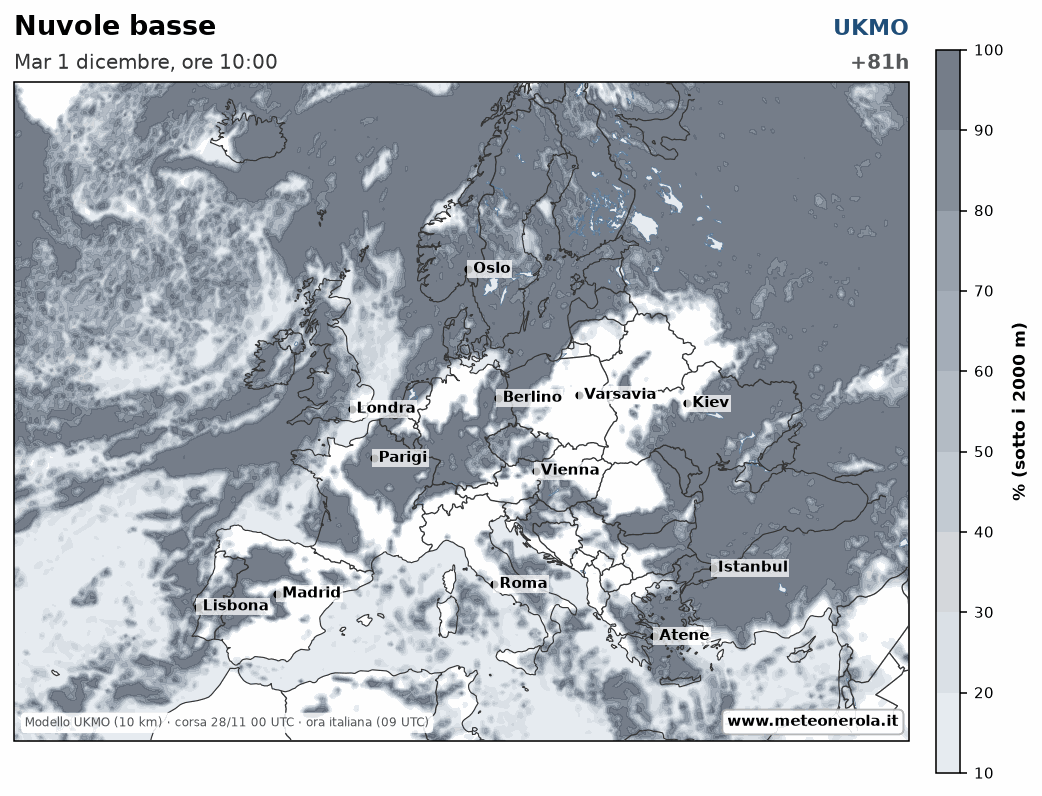 Nuvole basse
UKMO
Mar 1 dicembre, ore 10:00
+81h
100
90
80
70
60
50
40
30
20
10
% (sotto i 2000 m)
Oslo
Berlino
Varsavia
Kiev
Londra
Parigi
Vienna
Istanbul
Roma
Madrid
Lisbona
Atene
Modello UKMO (10 km) · corsa 28/11 00 UTC · ora italiana (09 UTC)
www.meteonerola.it